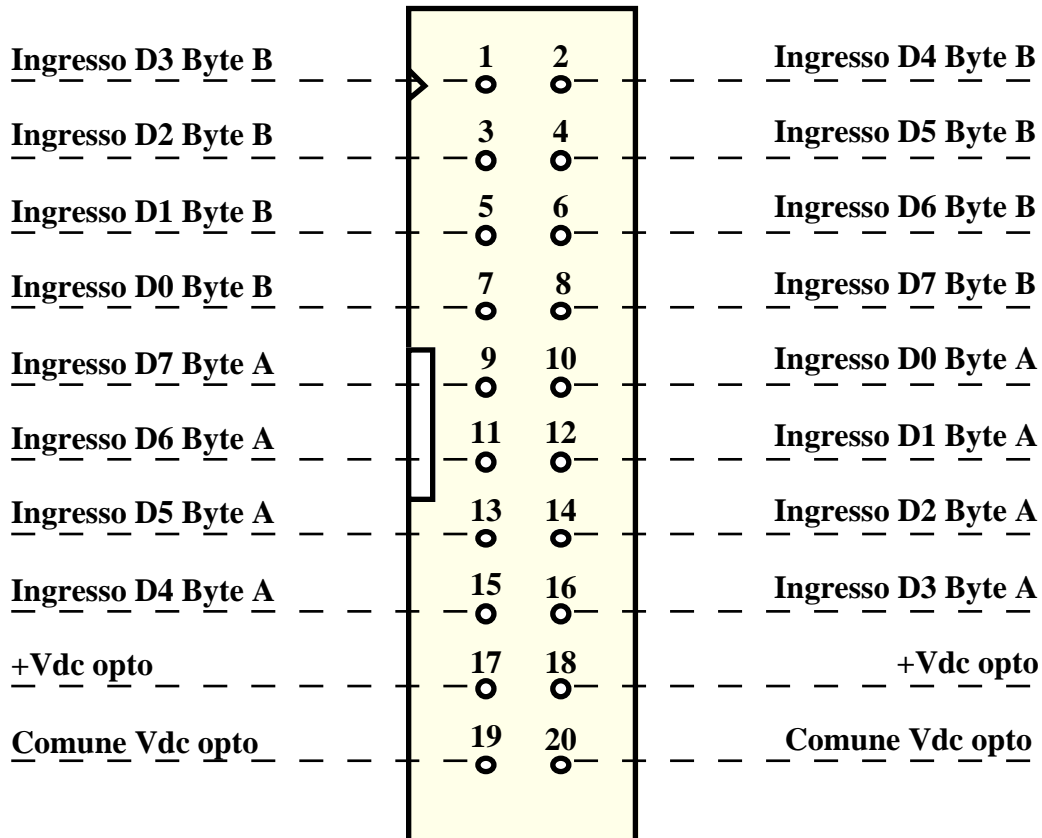 Ingresso D3 Byte B 1 2 Ingresso D4 Byte B
Ingresso D2 Byte B 3 4 Ingresso D5 Byte B
Ingresso D1 Byte B 5 6 Ingresso D6 Byte B
Ingresso D0 Byte B 7 8 Ingresso D7 Byte B
Ingresso D7 Byte A 9 10 Ingresso D0 Byte A
Ingresso D6 Byte A 11 12 Ingresso D1 Byte A
Ingresso D5 Byte A 13 14 Ingresso D2 Byte A
Ingresso D4 Byte A 15 16 Ingresso D3 Byte A
+Vdc opto 17 18 +Vdc opto
Comune Vdc opto 19 20 Comune Vdc opto